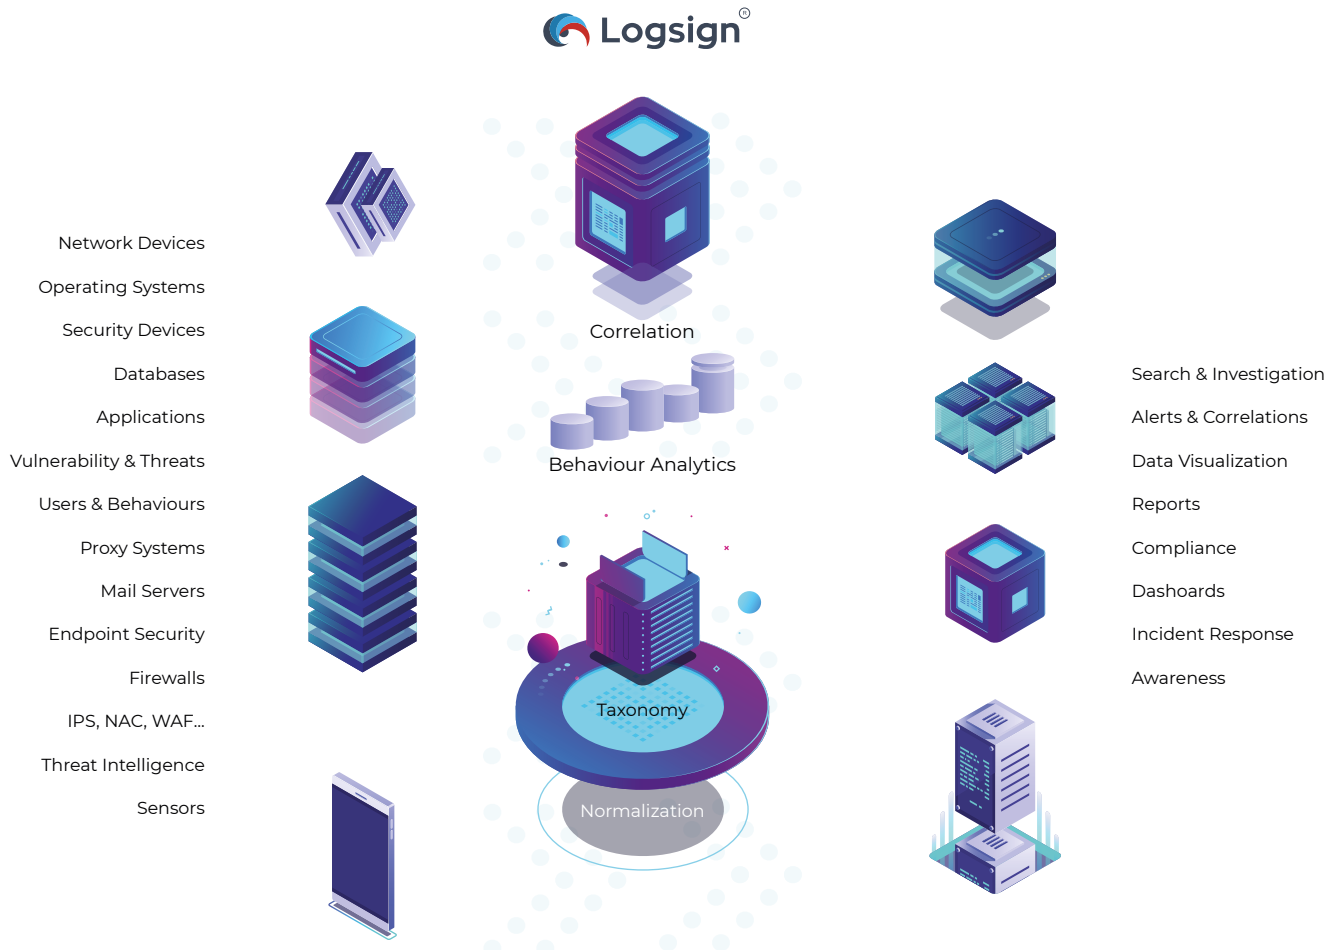 Logsign®
Network Devices
Operating Systems
Security Devices
Databases
Applications
Vulnerability & Threats
Users & Behaviours
Proxy Systems
Mail Servers
Endpoint Security
Firewalls
IPS, NAC, WAF...
Threat Intelligence
Sensors
Correlation
Behaviour Analytics
Taxonomy
Normalization
Search & Investigation
Alerts & Correlations
Data Visualization
Reports
Compliance
Dashoards
Incident Response
Awareness